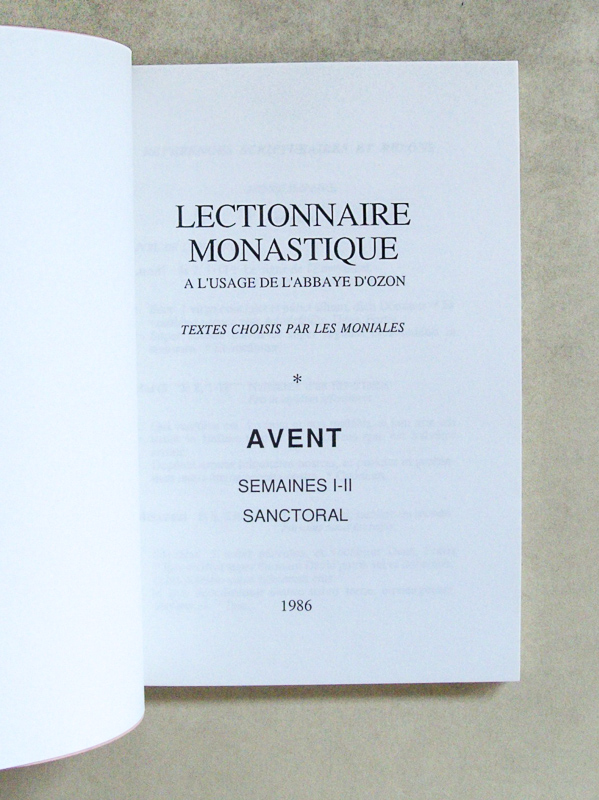 LECTIONNAIRE
MONASTIQUE
A L'USAGE DE L'ABBAYE D'OZON
TEXTES CHOISIS PAR LES MONIALES
*
AVENT
SEMAINES I-II
SANCTORAL
1986